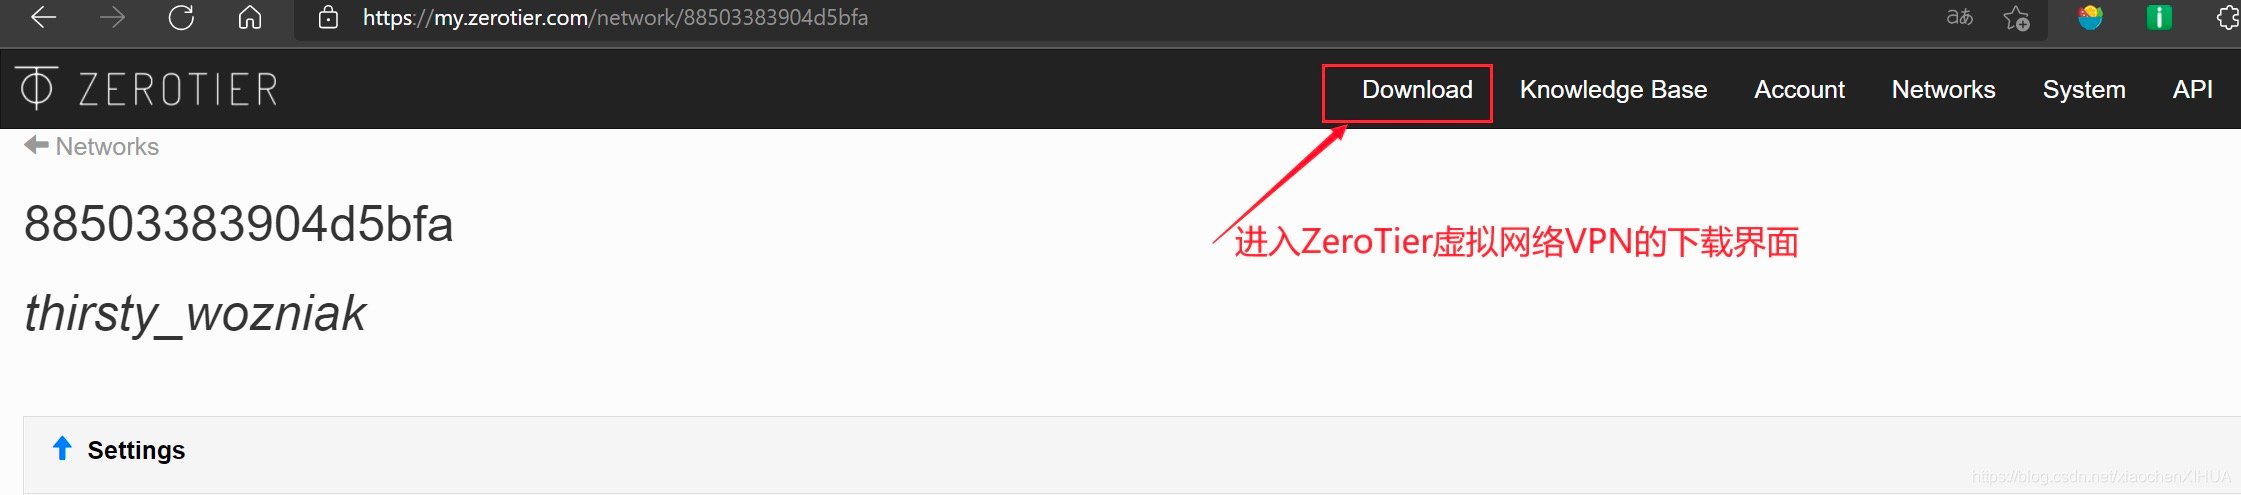 https://my.zerotier.com/network/88503383904d5bfa
aあ
ZEROTIER
Download Knowledge Base Account Networks System API
Networks
88503383904d5bfa
进入ZeroTier虚拟网络VPN的下载界面
thirsty_wozniak
Settings
https://blog.csdn.net/xiaochenXIHUA